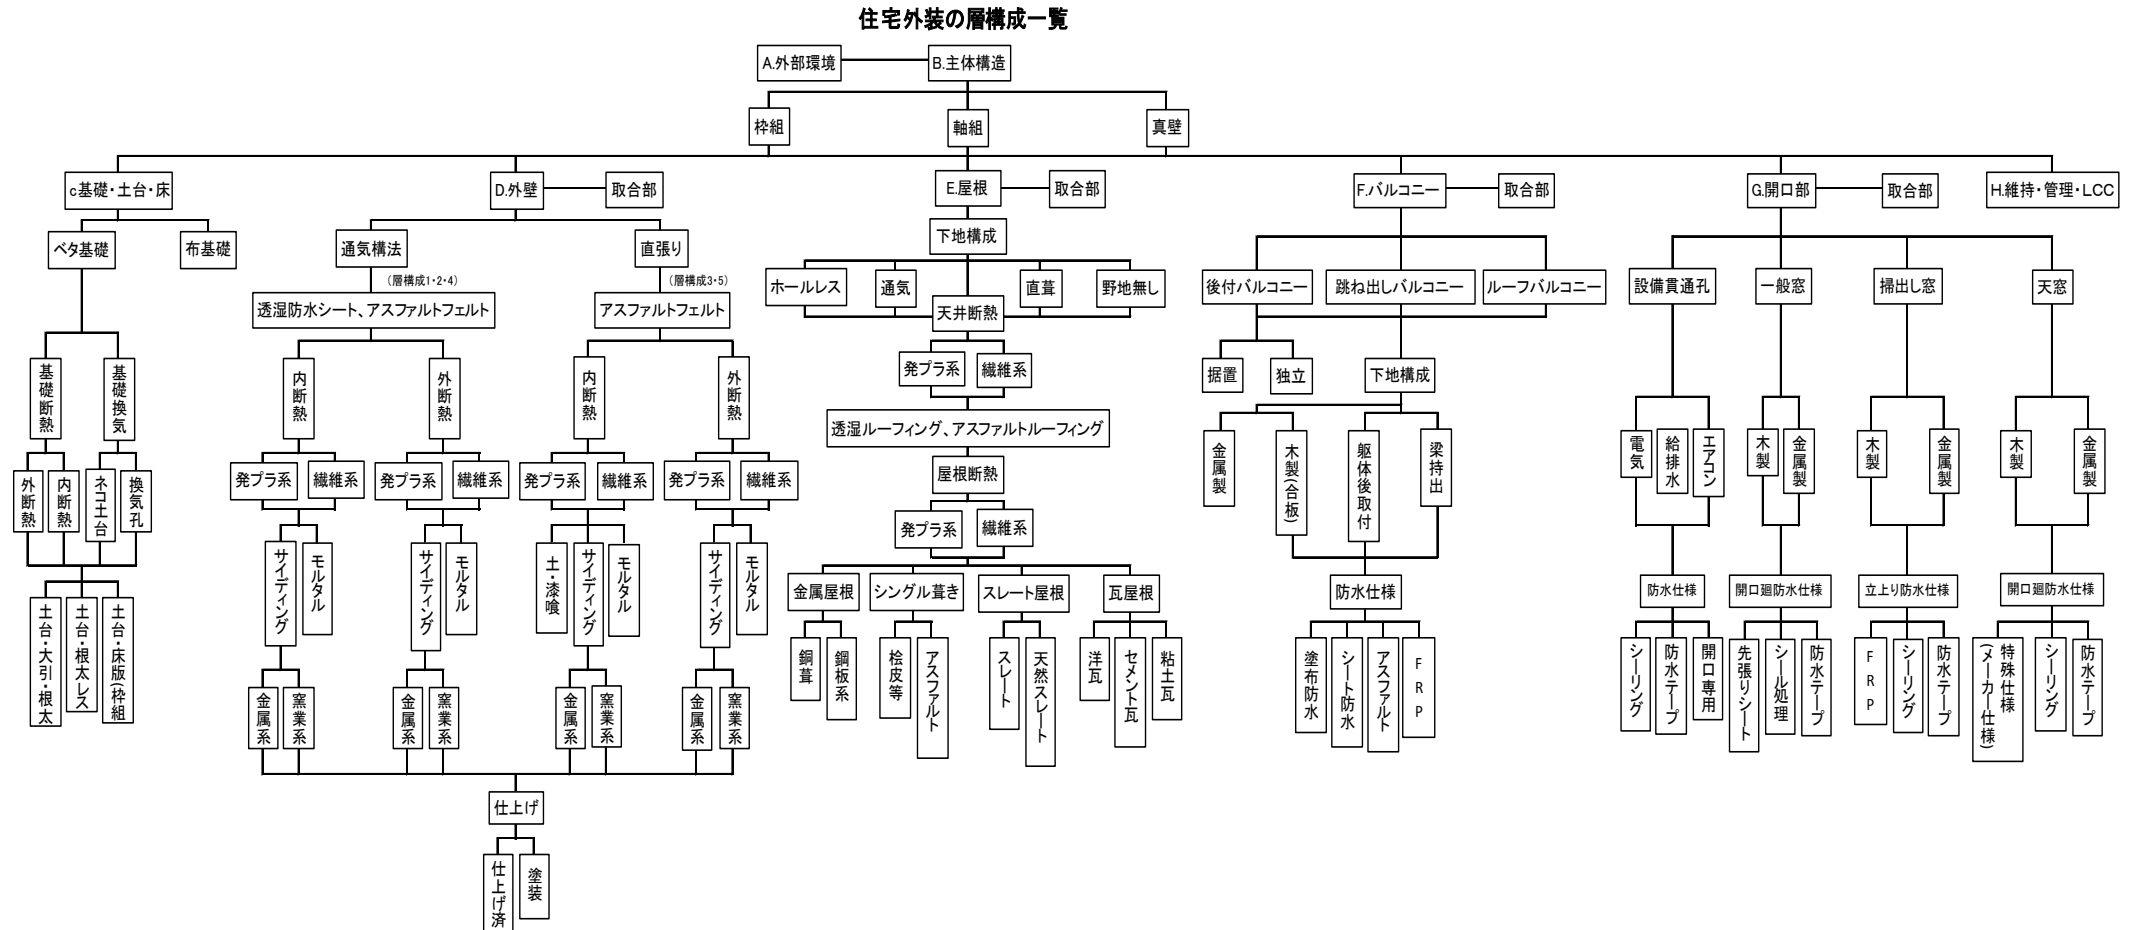 住宅外装の層構成一覧
A.外部環境
B.主体構造
枠組
軸組
真壁
c基礎・土台・床
D.外壁
取合部
E.屋根
取合部
F.バルコニー
取合部
G.開口部
取合部
H.維持・管理・LCC
ベタ基礎
布基礎
通気構法
直張り
下地構成
(層構成1・2・4)
(層構成3・5)
透湿防水シート、アスファルトフェルト
アスファルトフェルト
ホールレス
通気
直葺
野地無し
天井断熱
後付バルコニー
跳ね出しバルコニー
ルーフバルコニー
設備貫通孔
一般窓
掃出し窓
天窓
基礎断熱
基礎換気
内断熱
外断熱
内断熱
外断熱
発プラ系
繊維系
据置
独立
下地構成
透湿ルーフィング、アスファルトルーフィング
金属製
木製(合板)
躯体後取付
梁持出
電気
給排水
エアコン
木製
金属製
木製
金属製
木製
金属製
外断熱
内断熱
ネコ土台
換気孔
発プラ系
繊維系
発プラ系
繊維系
発プラ系
繊維系
発プラ系
繊維系
屋根断熱
発プラ系
繊維系
サイディング
モルタル
サイディング
モルタル
土・漆喰
サイディング
モルタル
サイディング
モルタル
金属屋根
シングル葺き
スレート屋根
瓦屋根
防水仕様
防水仕様
開口廻防水仕様
立上り防水仕様
開口廻防水仕様
土台・大引・根太
土台・根太レス
土台・床版(枠組
銅葺
鋼板系
桧皮等
アスファルト
スレート
天然スレート
洋瓦
セメント瓦
粘土瓦
塗布防水
シート防水
アスファルト
FRP
シーリング
防水テープ
開口専用
先張りシート
シール処理
防水テープ
FRP
シーリング
防水テープ
特殊仕様
(メーカー仕様)
シーリング
防水テープ
金属系
窯業系
金属系
窯業系
金属系
窯業系
金属系
窯業系
仕上げ
仕上げ済
塗装